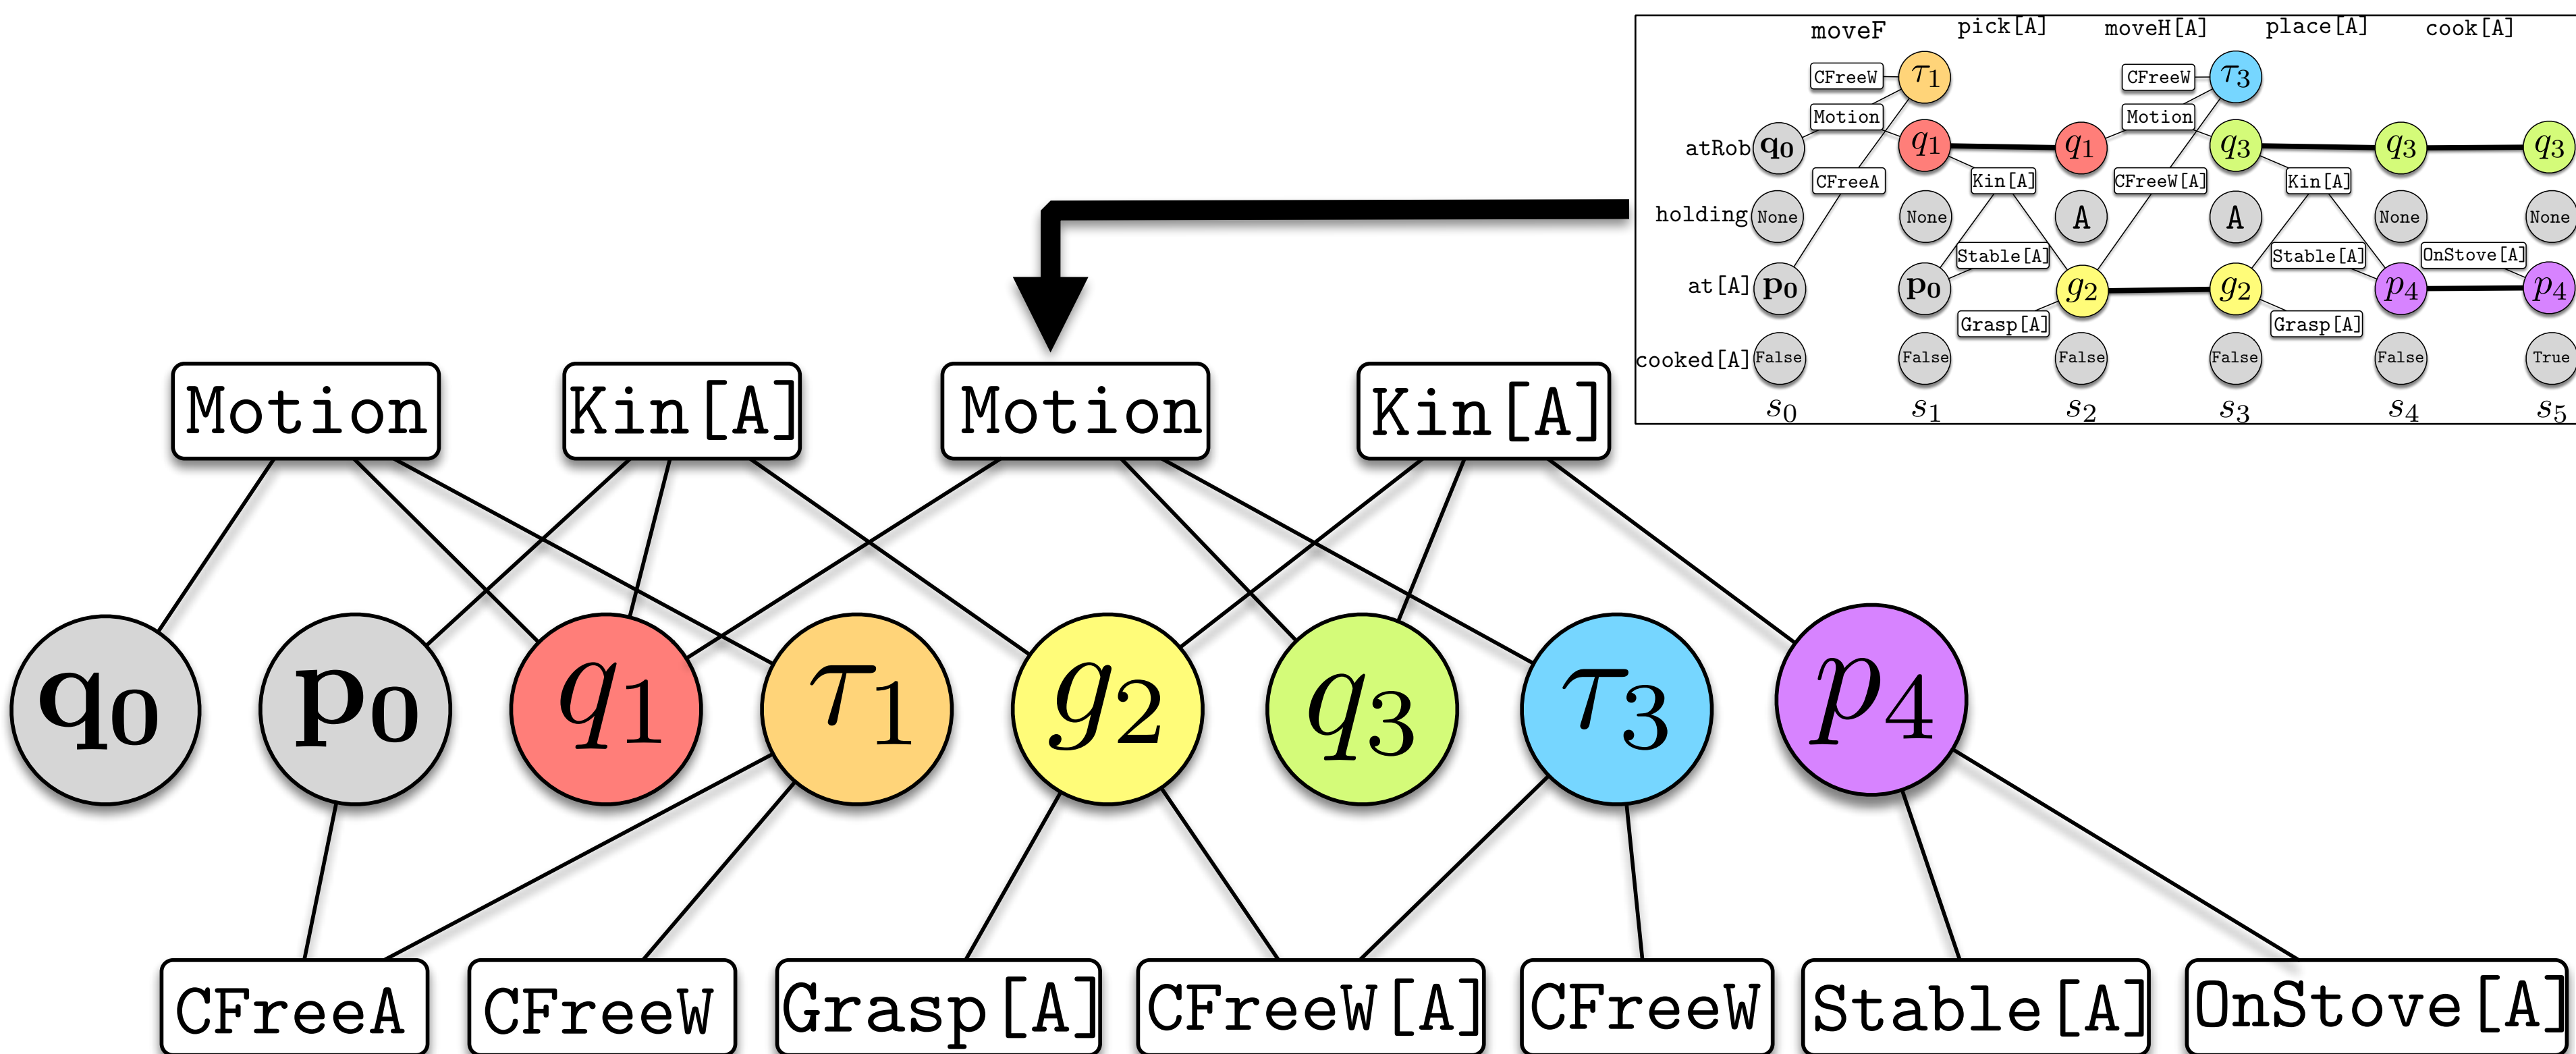 moveF pick[A] moveH[A] place[A] cook[A]
CFreeW τ1 CFreeW τ3
Motion Motion
atRob q0 q1 q1 q3 q3 q3
CFreeA Kin[A] CFreeW[A] Kin[A]
holding None None A A None None
Stable[A] Stable[A] OnStove[A]
at[A] p0 p0 g2 g2 p4 p4
Grasp[A] Grasp[A]
cooked[A] False False False False False True
s0 s1 s2 s3 s4 s5
Motion Kin[A] Motion Kin[A]
q0 p0 q1 τ1 g2 q3 τ3 p4
CFreeA CFreeW Grasp[A] CFreeW[A] CFreeW Stable[A] OnStove[A]